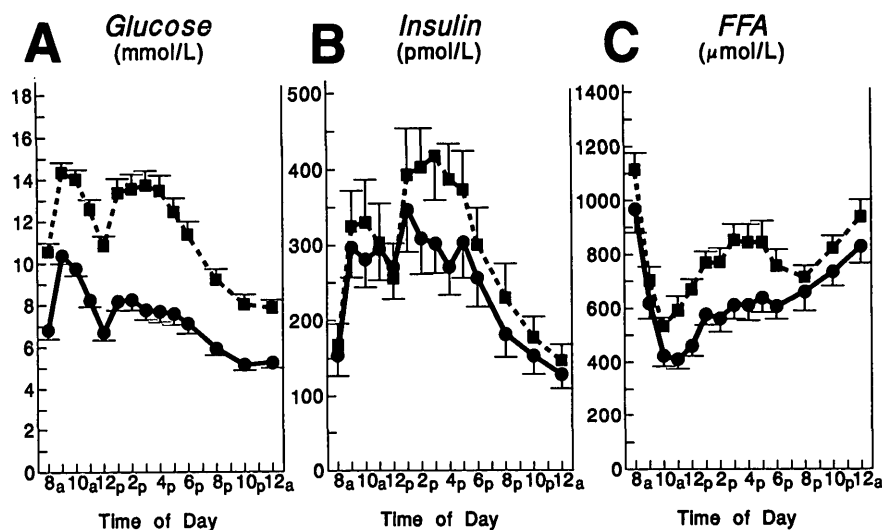 A Glucose (mmol/L)
18
16
14
12
10
8
6
4
2
0
8a 10a 12p 2p 4p 6p 8p 10p 12a
Time of Day
B Insulin (pmol/L)
500
400
300
200
100
0
8a 10a 12p 2p 4p 6p 8p 10p 12a
Time of Day
C FFA (μmol/L)
1400
1200
1000
800
600
400
200
0
8a 10a 12p 2p 4p 6p 8p 10p 12a
Time of Day